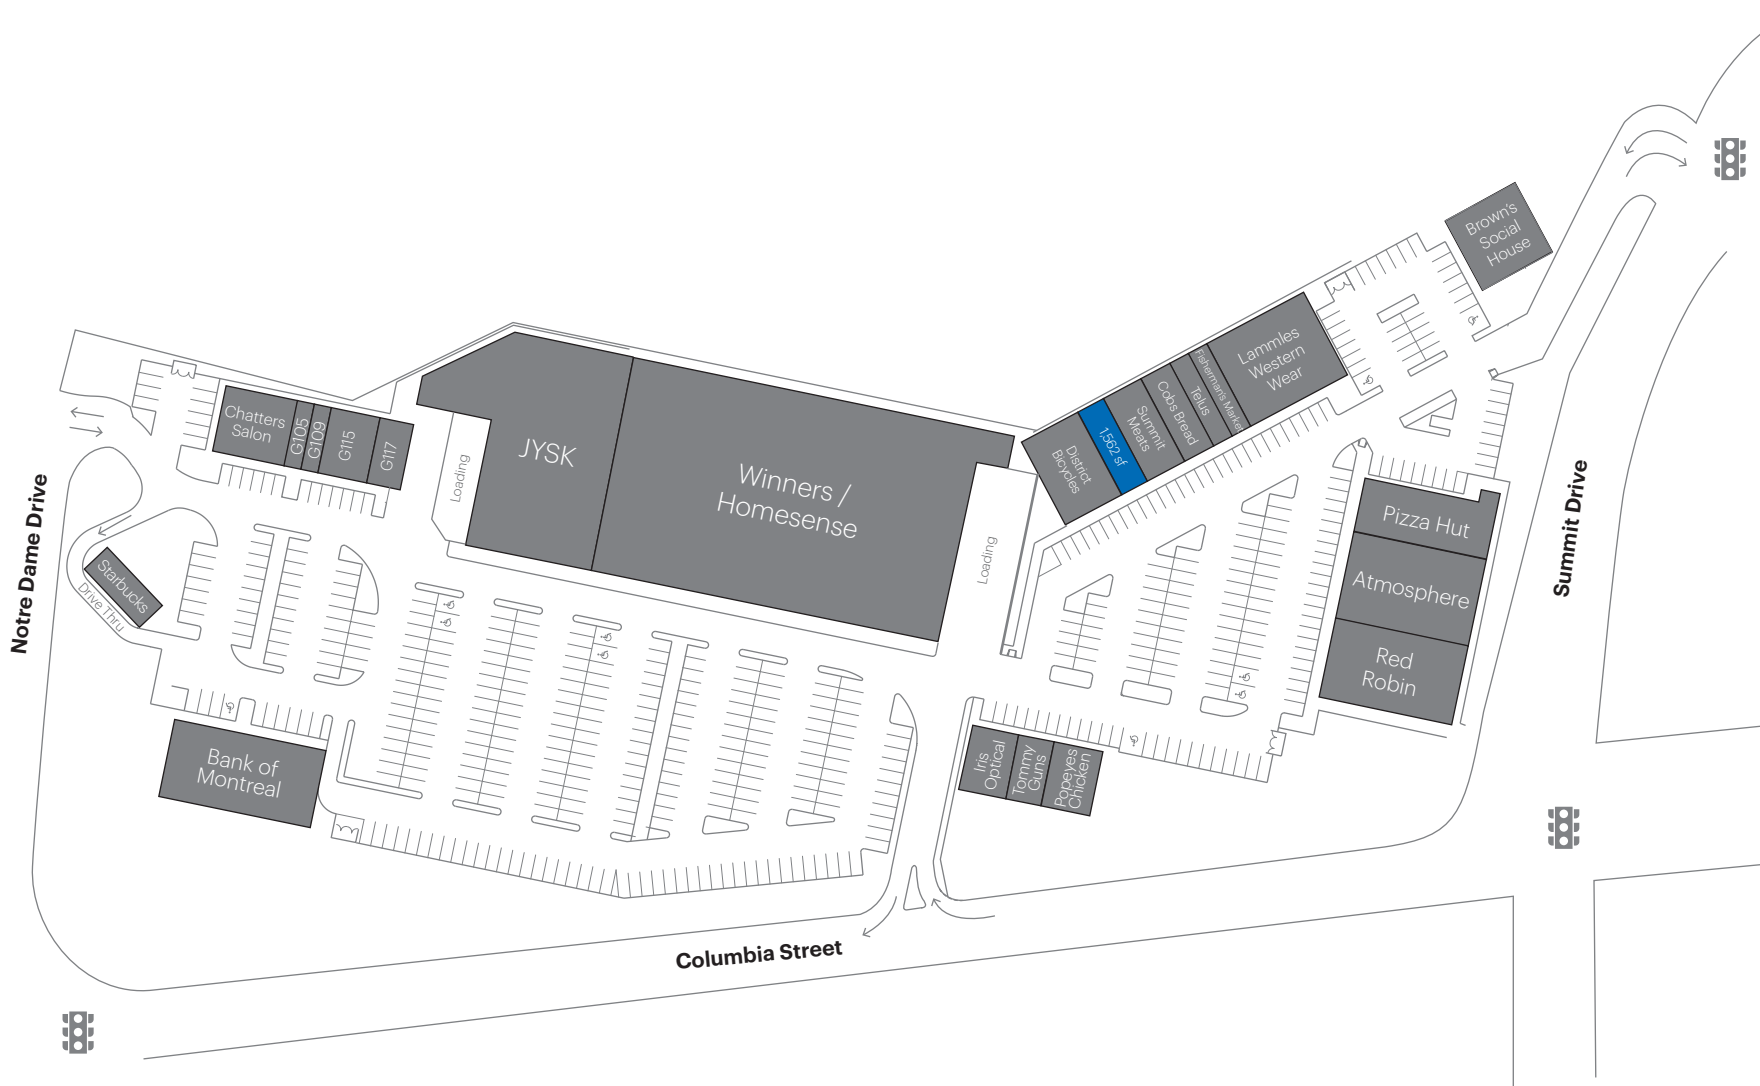 Brown's
Social
House
Lammles
Western
Wear
Fisherman's Market
Telus
Cobs Bread
Summit
Meats
1,562 sf
District
Bicycles
Chatters
Salon
G105
G109
G115
G117
JYSK
Winners /
Homesense
Loading
Loading
Notre Dame Drive
Starbucks
Drive Thru
Pizza Hut
Atmosphere
Red
Robin
Summit Drive
Bank of
Montreal
Iris
Optical
Tommy
Guns
Popeyes
Chicken
Columbia Street